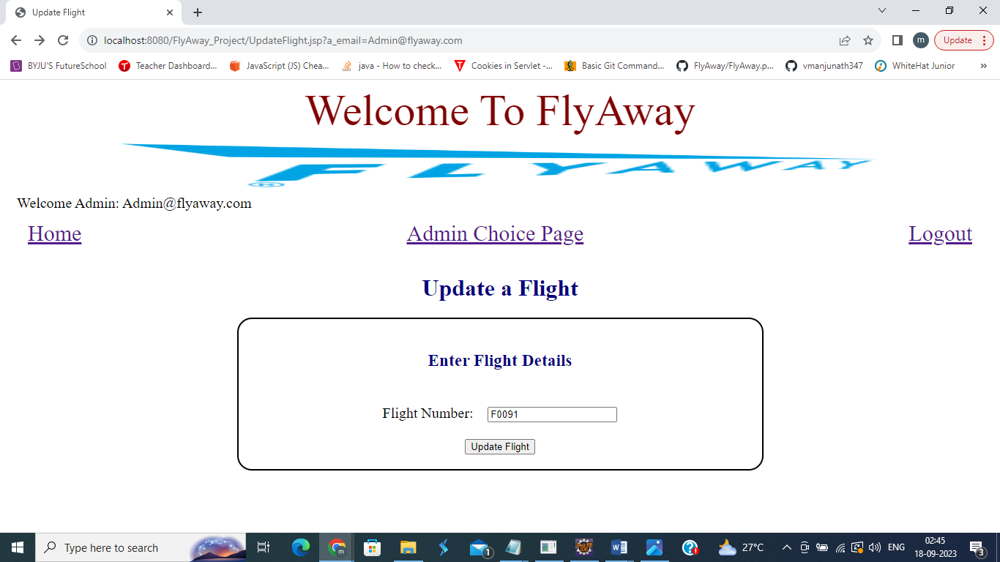 Update Flight
localhost:8080/FlyAway_Project/UpdateFlight.jsp?a_email=Admin@flyaway.com
m
Update
BYJU'S FutureSchool
Teacher Dashboard...
JavaScript (JS) Chea...
java - How to check...
Cookies in Servlet -...
Basic Git Command...
FlyAway/FlyAway.p...
vmanjunath347
WhiteHat Junior
»
Welcome To FlyAway
FLYAWAY
®
Welcome Admin: Admin@flyaway.com
Home Admin Choice Page Logout
Update a Flight
Enter Flight Details
Flight Number: F0091
Update Flight
Type here to search
m
1
27°C
ENG
02:45
18-09-2023
3